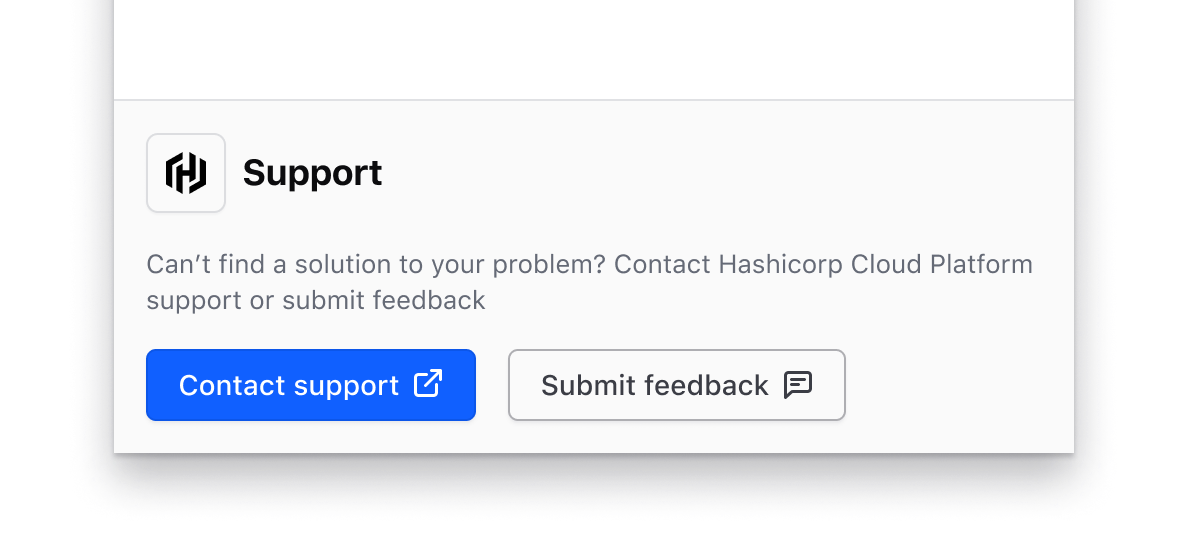 Support
Can’t find a solution to your problem? Contact Hashicorp Cloud Platform
support or submit feedback
Contact support
Submit feedback